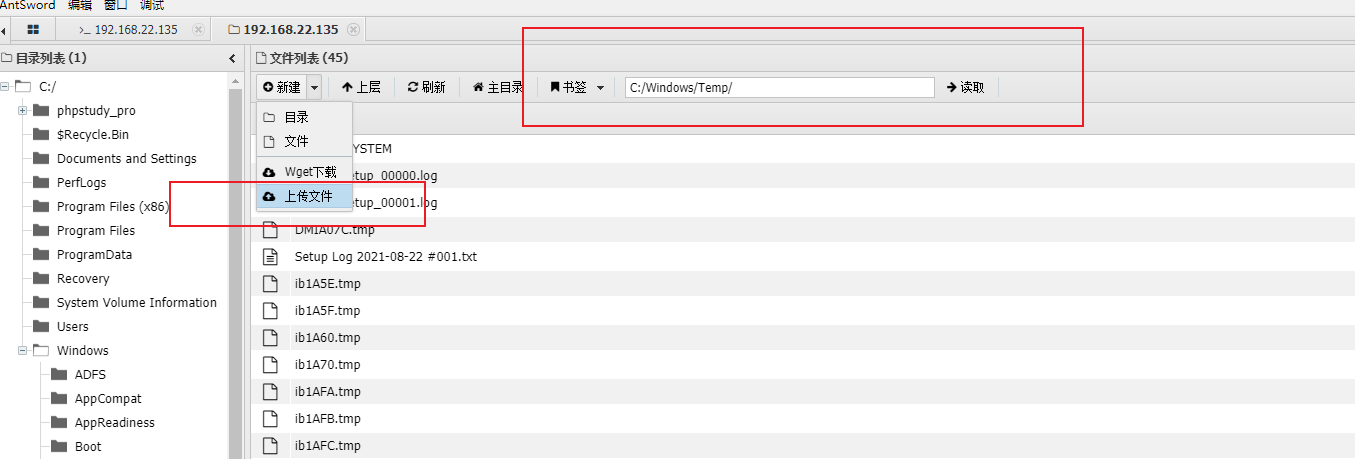 AntSword 编辑 窗口 调试
>_ 192.168.22.135 192.168.22.135
目录列表 (1) 文件列表 (45)
新建 上层 刷新 主目录 书签 C:/Windows/Temp/ 读取
C:/
phpstudy_pro
$Recycle.Bin
Documents and Settings
PerfLogs
Program Files (x86)
Program Files
ProgramData
Recovery
System Volume Information
Users
Windows
ADFS
AppCompat
AppReadiness
Boot
目录
文件
Wget下载
上传文件
YSTEM
etup_00000.log
etup_00001.log
DMIA07C.tmp
Setup Log 2021-08-22 #001.txt
ib1A5E.tmp
ib1A5F.tmp
ib1A60.tmp
ib1A70.tmp
ib1AFA.tmp
ib1AFB.tmp
ib1AFC.tmp